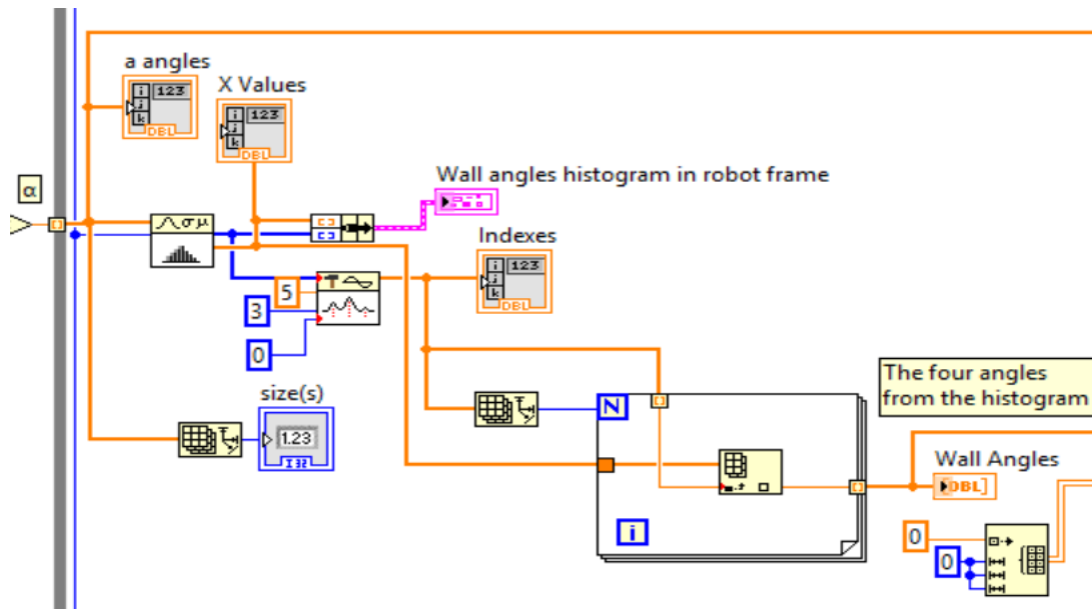 a angles
i
j
k
123
DBL
X Values
i
j
k
123
DBL
α
σμ
Wall angles histogram in robot frame
Indexes
i
j
k
123
DBL
5
3
0
size(s)
1.23
I32
N
i
The four angles
from the histogram
Wall Angles
[DBL]
0
0